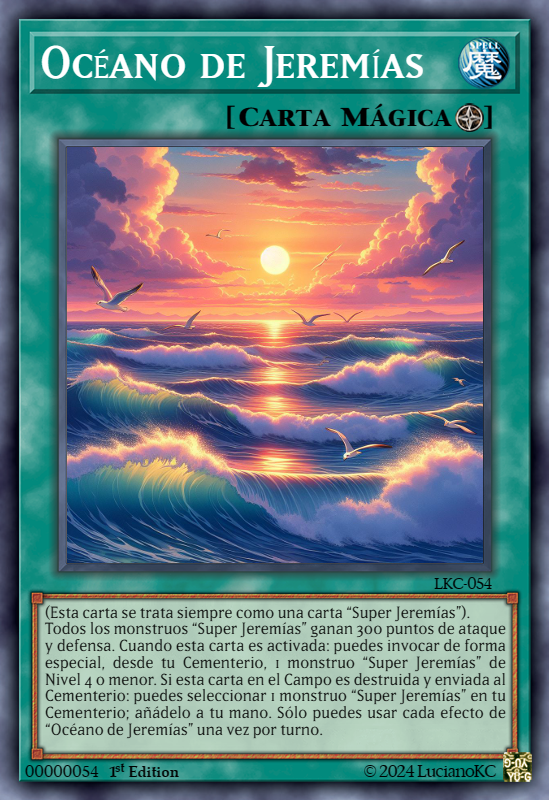 Océano de Jeremías
SPELL
魔
[Carta Mágica]
LKC-054
(Esta carta se trata siempre como una carta “Super Jeremías”).
Todos los monstruos “Super Jeremías” ganan 300 puntos de ataque
y defensa. Cuando esta carta es activada: puedes invocar de forma
especial, desde tu Cementerio, 1 monstruo “Super Jeremías” de
Nivel 4 o menor. Si esta carta en el Campo es destruida y enviada al
Cementerio: puedes seleccionar 1 monstruo “Super Jeremías” en tu
Cementerio; añádelo a tu mano. Sólo puedes usar cada efecto de
“Océano de Jeremías” una vez por turno.
00000054 1st Edition © 2024 LucianoKC
YU-G
YU-G